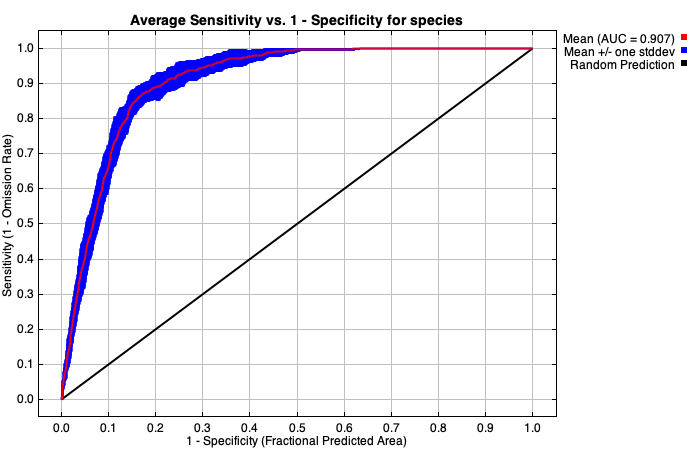 Average Sensitivity vs. 1 - Specificity for species
Mean (AUC = 0.907)
Mean +/- one stddev
Random Prediction
Sensitivity (1 - Omission Rate)
1.0
0.9
0.8
0.7
0.6
0.5
0.4
0.3
0.2
0.1
0.0
0.0 0.1 0.2 0.3 0.4 0.5 0.6 0.7 0.8 0.9 1.0
1 - Specificity (Fractional Predicted Area)